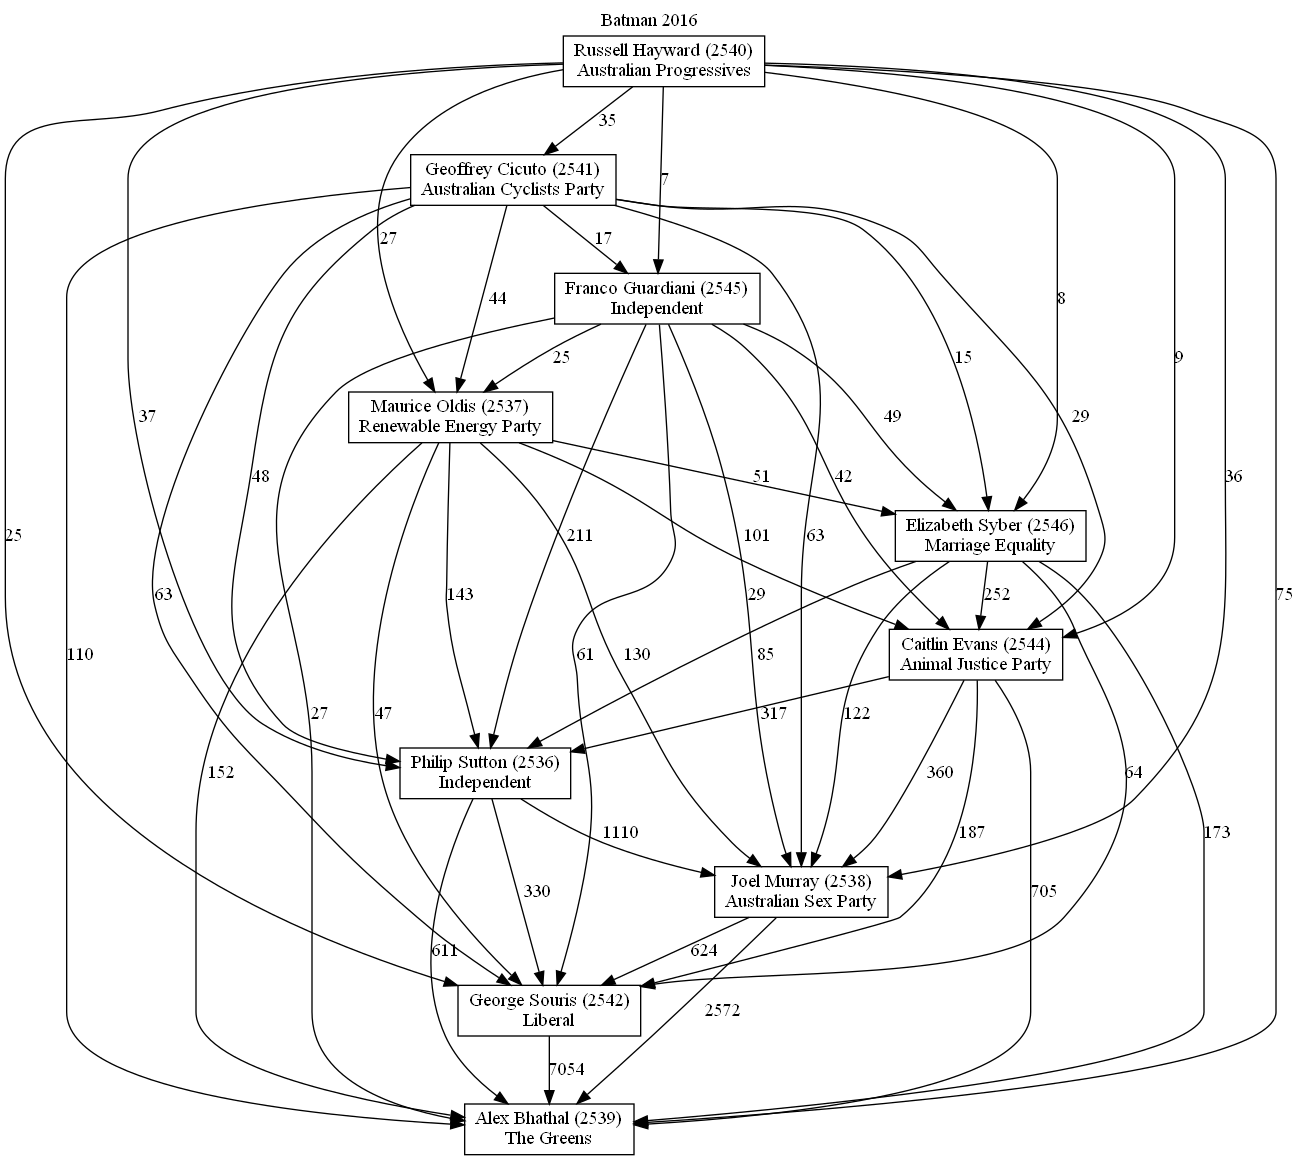 Batman 2016
Russell Hayward (2540)
Australian Progressives
35
7
Geoffrey Cicuto (2541)
Australian Cyclists Party
27
17
44
8
Franco Guardiani (2545)
Independent
25
15
9
37
49
29
Maurice Oldis (2537)
Renewable Energy Party
48
51
42
36
25
211
101
63
Elizabeth Syber (2546)
Marriage Equality
63
143
29
252
75
110
61
130
85
Caitlin Evans (2544)
Animal Justice Party
27
47
317
122
152
Philip Sutton (2536)
Independent
360
64
1110
187
173
330
Joel Murray (2538)
Australian Sex Party
705
611
624
George Souris (2542)
Liberal
2572
7054
Alex Bhathal (2539)
The Greens